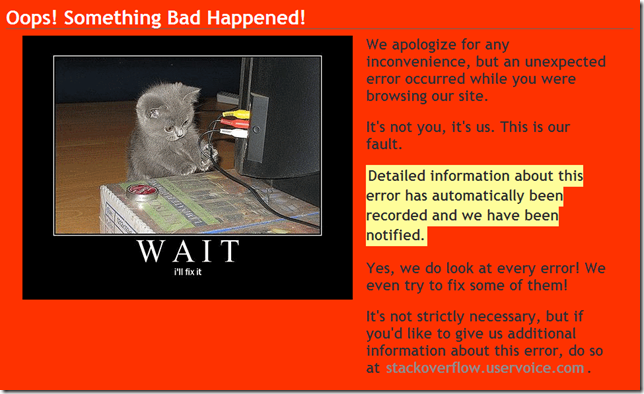 Oops! Something Bad Happened!
WAIT
i'll fix it
We apologize for any
inconvenience, but an unexpected
error occurred while you were
browsing our site.
It's not you, it's us. This is our
fault.
Detailed information about this
error has automatically been
recorded and we have been
notified.
Yes, we do look at every error! We
even try to fix some of them!
It's not strictly necessary, but if
you'd like to give us additional
information about this error, do so
at stackoverflow.uservoice.com.